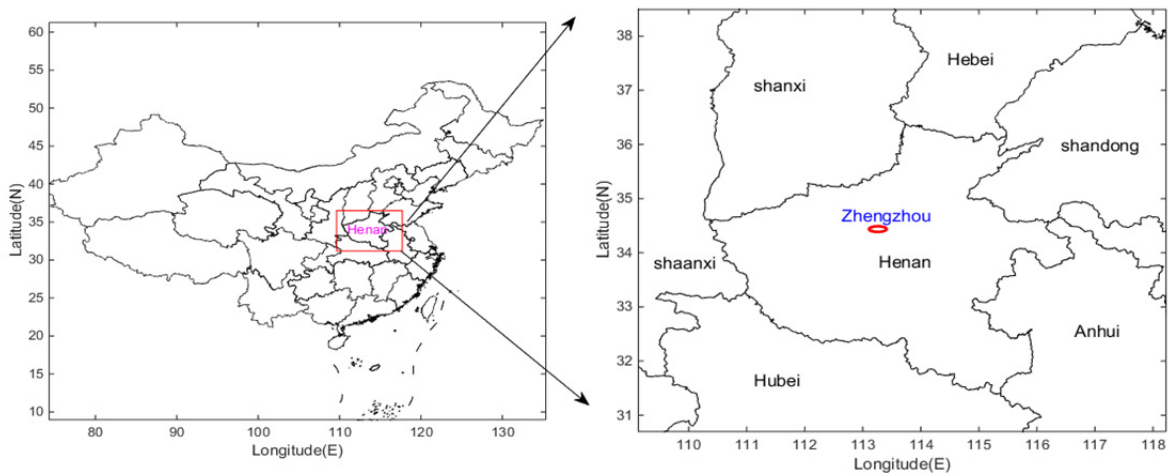 60
55
50
45
40
35
30
25
20
15
10
Latitude(N)
80
90
100
110
120
130
Longitude(E)
Henan
38
37
36
35
34
33
32
31
Latitude(N)
110
111
112
113
114
115
116
117
118
Longitude(E)
Hebei
shanxi
shandong
Zhengzhou
shaanxi
Henan
Anhui
Hubei